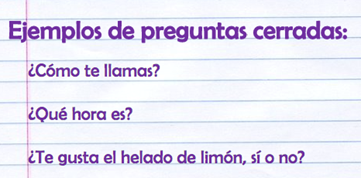 Ejemplos de preguntas cerradas:
¿Cómo te llamas?
¿Qué hora es?
¿Te gusta el helado de limón, sí o no?